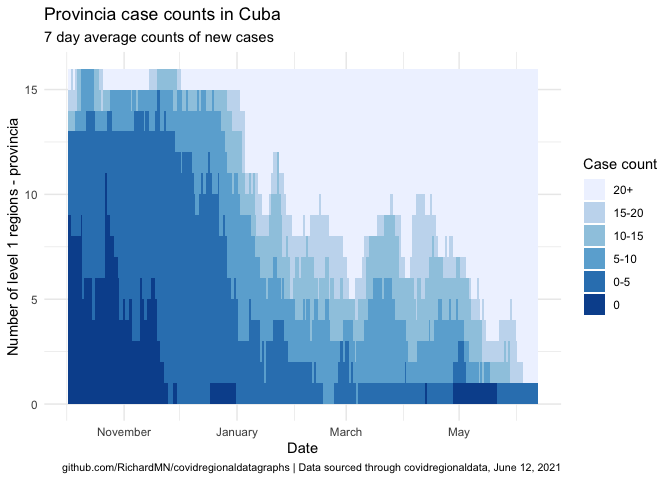 Provincia case counts in Cuba
7 day average counts of new cases
Number of level 1 regions - provincia
15
10
5
0
November
January
March
May
Date
Case count
20+
15-20
10-15
5-10
0-5
0
github.com/RichardMN/covidregionaldatagraphs | Data sourced through covidregionaldata, June 12, 2021